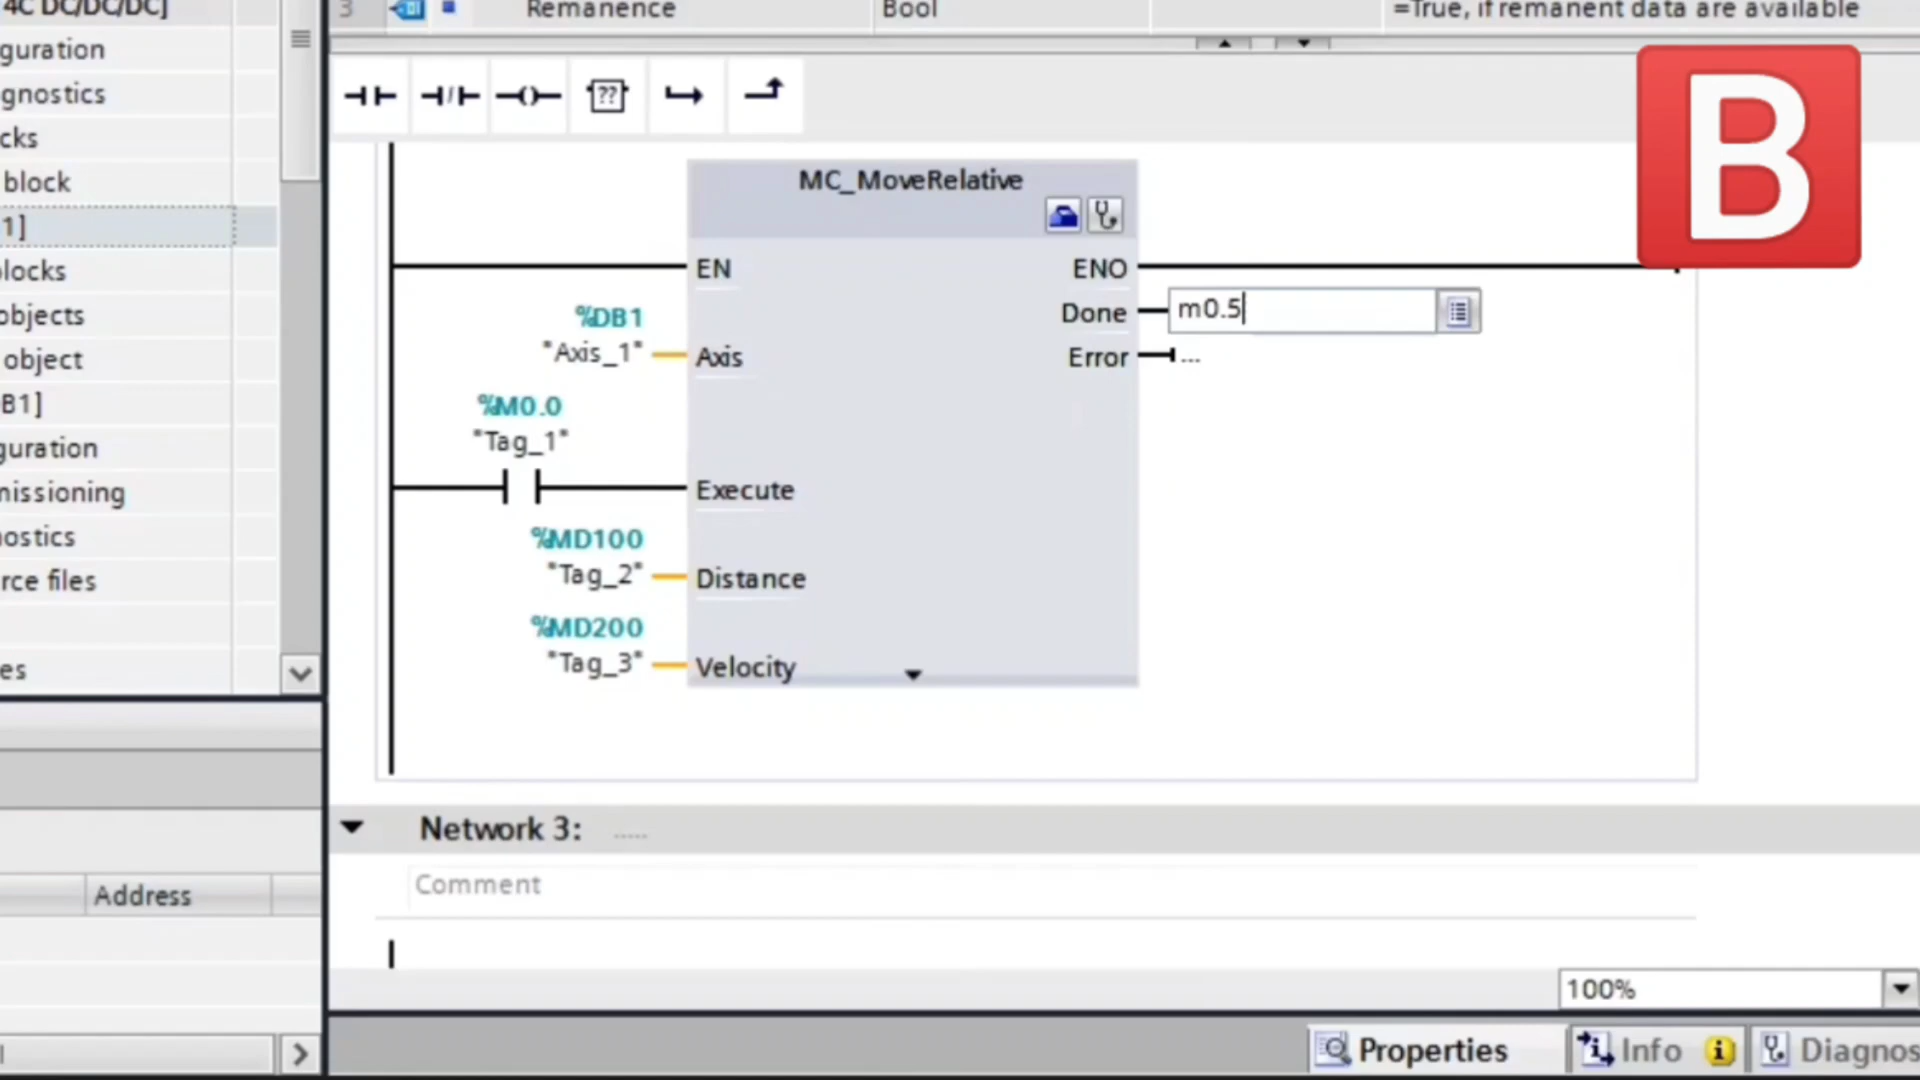 4C DC/DC/DC]
guration
gnostics
cks
block
1]
locks
objects
object
B1]
guration
missioning
nostics
rce files
es
Address
3 Remanence Bool =True, if remanent data are available
??
B
MC_MoveRelative
EN ENO
%DB1
"Axis_1" Axis
Done m0.5
Error ...
%M0.0
"Tag_1"
Execute
%MD100
"Tag_2" Distance
%MD200
"Tag_3" Velocity
Network 3: .....
Comment
100%
Properties Info Diagnos